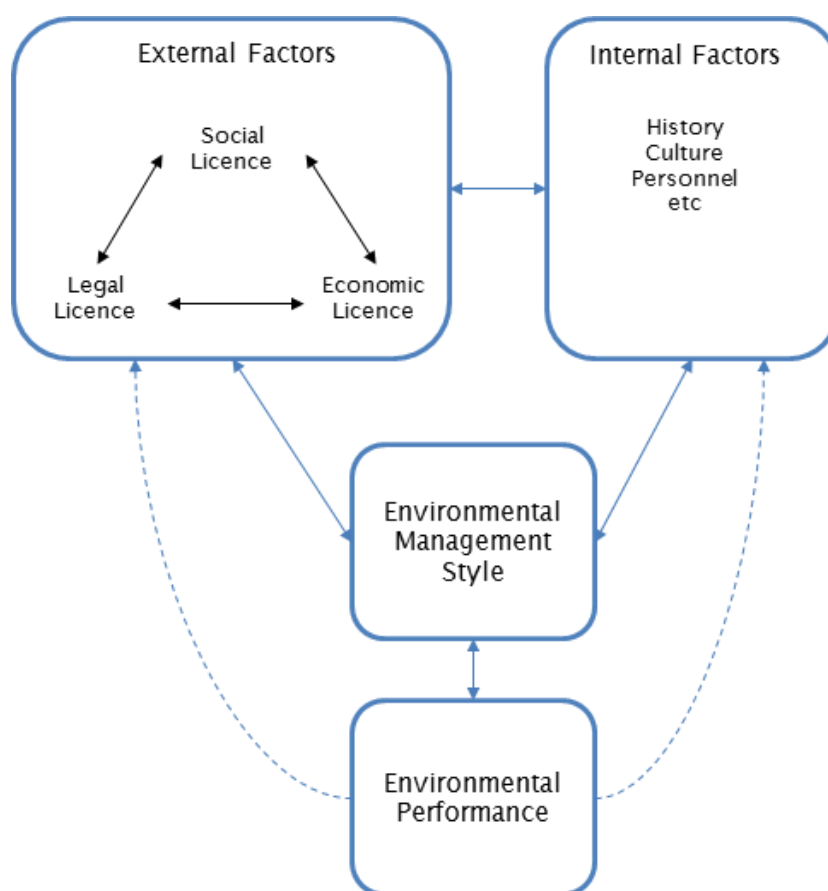 External Factors
Social
Licence
Legal
Licence
Economic
Licence
Internal Factors
History
Culture
Personnel
etc
Environmental
Management
Style
Environmental
Performance